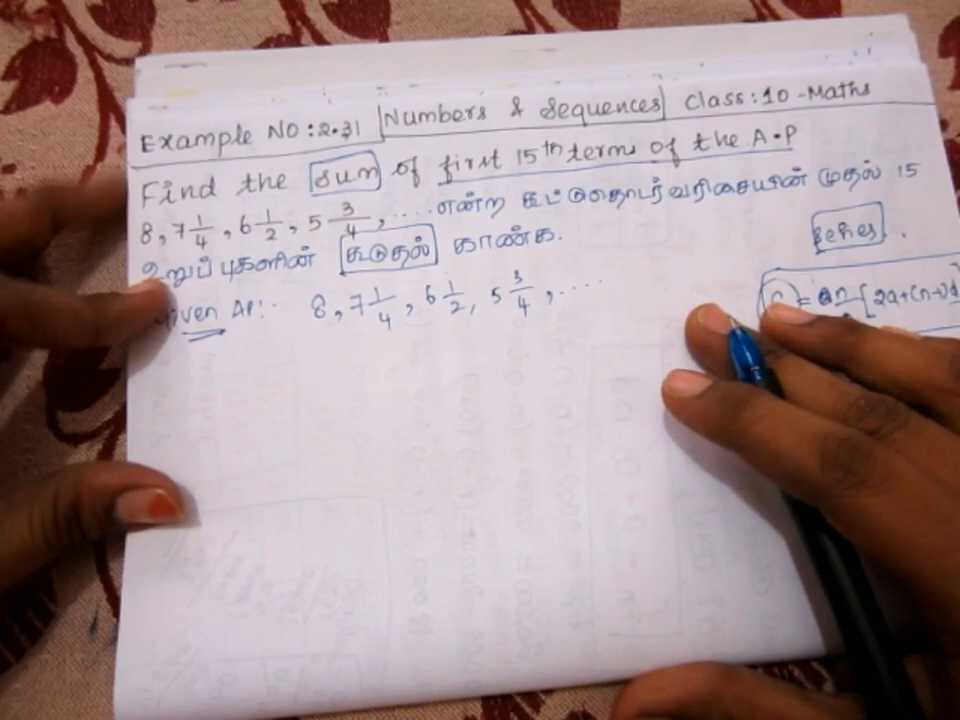 Example No:2.31 Numbers & Sequences Class:10-Maths
Find the sum of first 15th terms of the A.P
8, 7 1/4, 6 1/2, 5 3/4, .... என்ற கூட்டுதொடர் வரிசையின் முதல் 15
உறுப்புகளின் கூடுதல் காண்க.
Series.
Given AP:- 8, 7 1/4, 6 1/2, 5 3/4, ....
[2a+(n-1)d